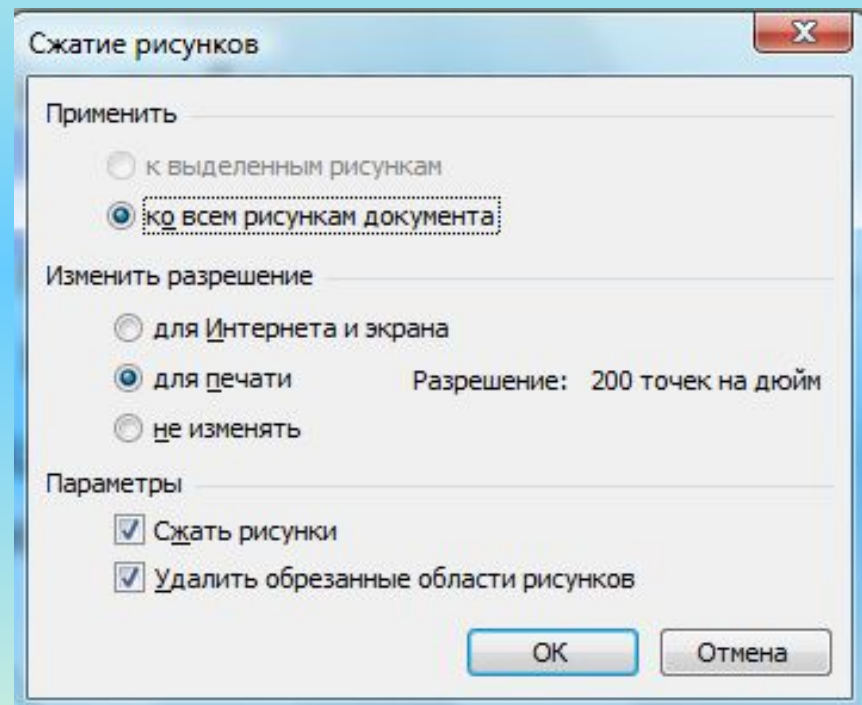 Сжатие рисунков
Применить
к выделенным рисункам
ко всем рисункам документа
Изменить разрешение
для Интернета и экрана
для печати Разрешение: 200 точек на дюйм
не изменять
Параметры
Сжать рисунки
Удалить обрезанные области рисунков
ОК Отмена